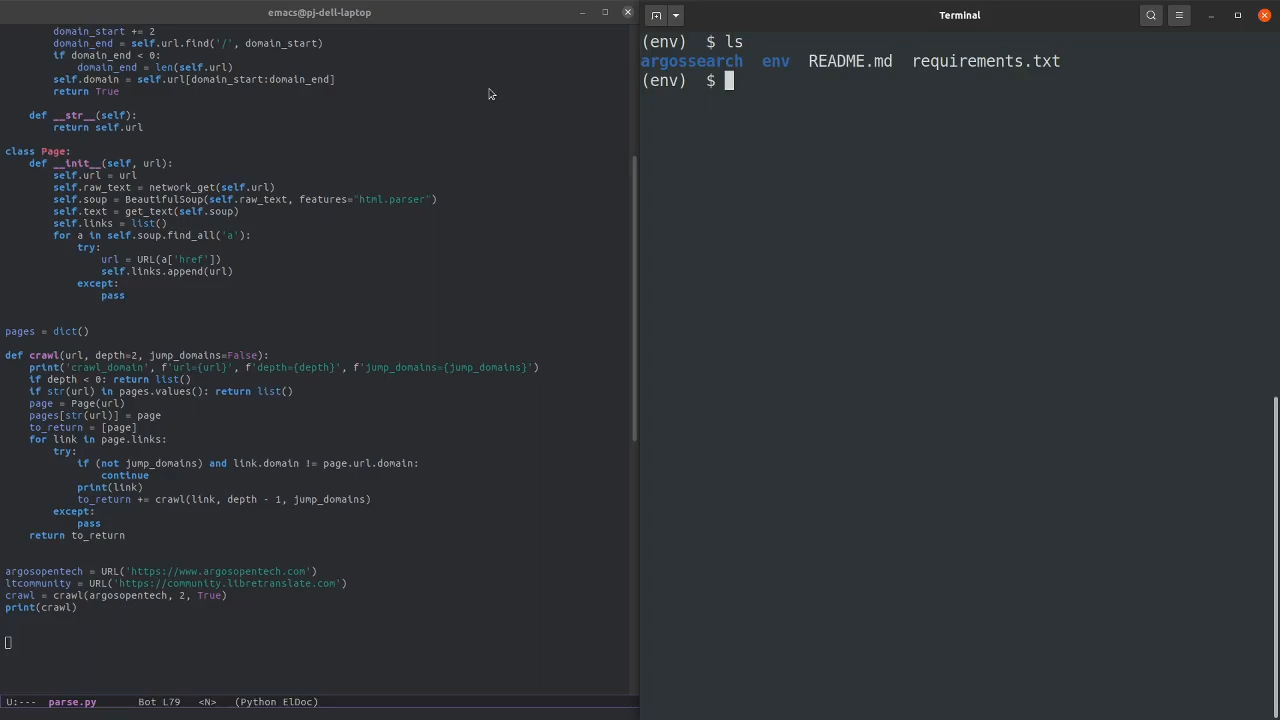 emacs@pj-dell-laptop
domain_start += 2
domain_end = self.url.find('/', domain_start)
if domain_end < 0:
domain_end = len(self.url)
self.domain = self.url[domain_start:domain_end]
return True
def __str__(self):
return self.url
class Page:
def __init__(self, url):
self.url = url
self.raw_text = network_get(self.url)
self.soup = BeautifulSoup(self.raw_text, features="html.parser")
self.text = get_text(self.soup)
self.links = list()
for a in self.soup.find_all('a'):
try:
url = URL(a['href'])
self.links.append(url)
except:
pass
pages = dict()
def crawl(url, depth=2, jump_domains=False):
print('crawl_domain', f'url={url}', f'depth={depth}', f'jump_domains={jump_domains}')
if depth < 0: return list()
if str(url) in pages.values(): return list()
page = Page(url)
pages[str(url)] = page
to_return = [page]
for link in page.links:
try:
if (not jump_domains) and link.domain != page.url.domain:
continue
print(link)
to_return += crawl(link, depth - 1, jump_domains)
except:
pass
return to_return
argosopentech = URL('https://www.argosopentech.com')
ltcommunity = URL('https://community.libretranslate.com')
crawl = crawl(argosopentech, 2, True)
print(crawl)
U:--- parse.py Bot L79 <N> (Python ElDoc)
Terminal
(env) $ ls
argossearch env README.md requirements.txt
(env) $